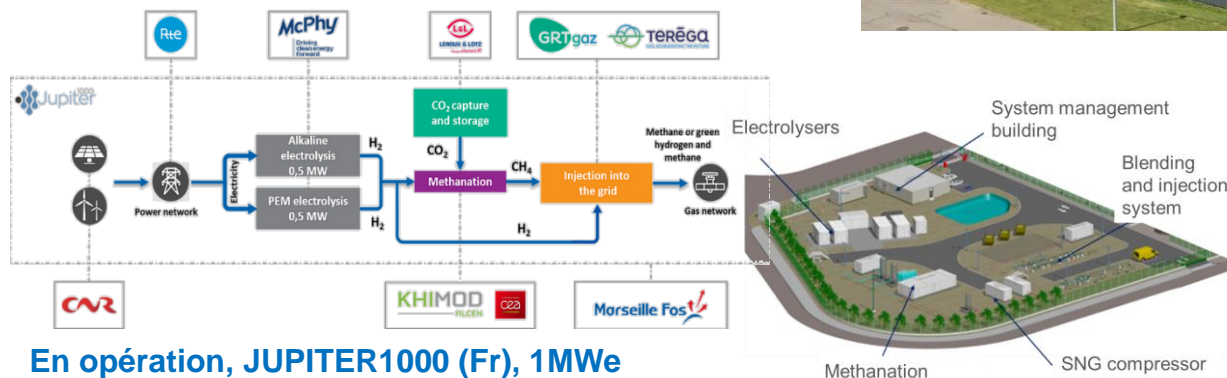 Rte
McPhy
Driving
clean energy
forward
L&L
LEROUX & LOTZ
GRTgaz
TERĒGA
Jupiter
1000
CO₂ capture
and storage
Alkaline
electrolysis
0,5 MW
H₂
CO₂
Methane or green
hydrogen and
methane
Electricity
Methanation
CH₄
Injection into
the grid
Power network
PEM electrolysis
0,5 MW
H₂
H₂
Gas network
CNR
KHIMOD
ALCEN
cea
Marseille Fos
System management
building
Electrolysers
Blending
and injection
system
Methanation
SNG compressor
En opération, JUPITER1000 (Fr), 1MWe